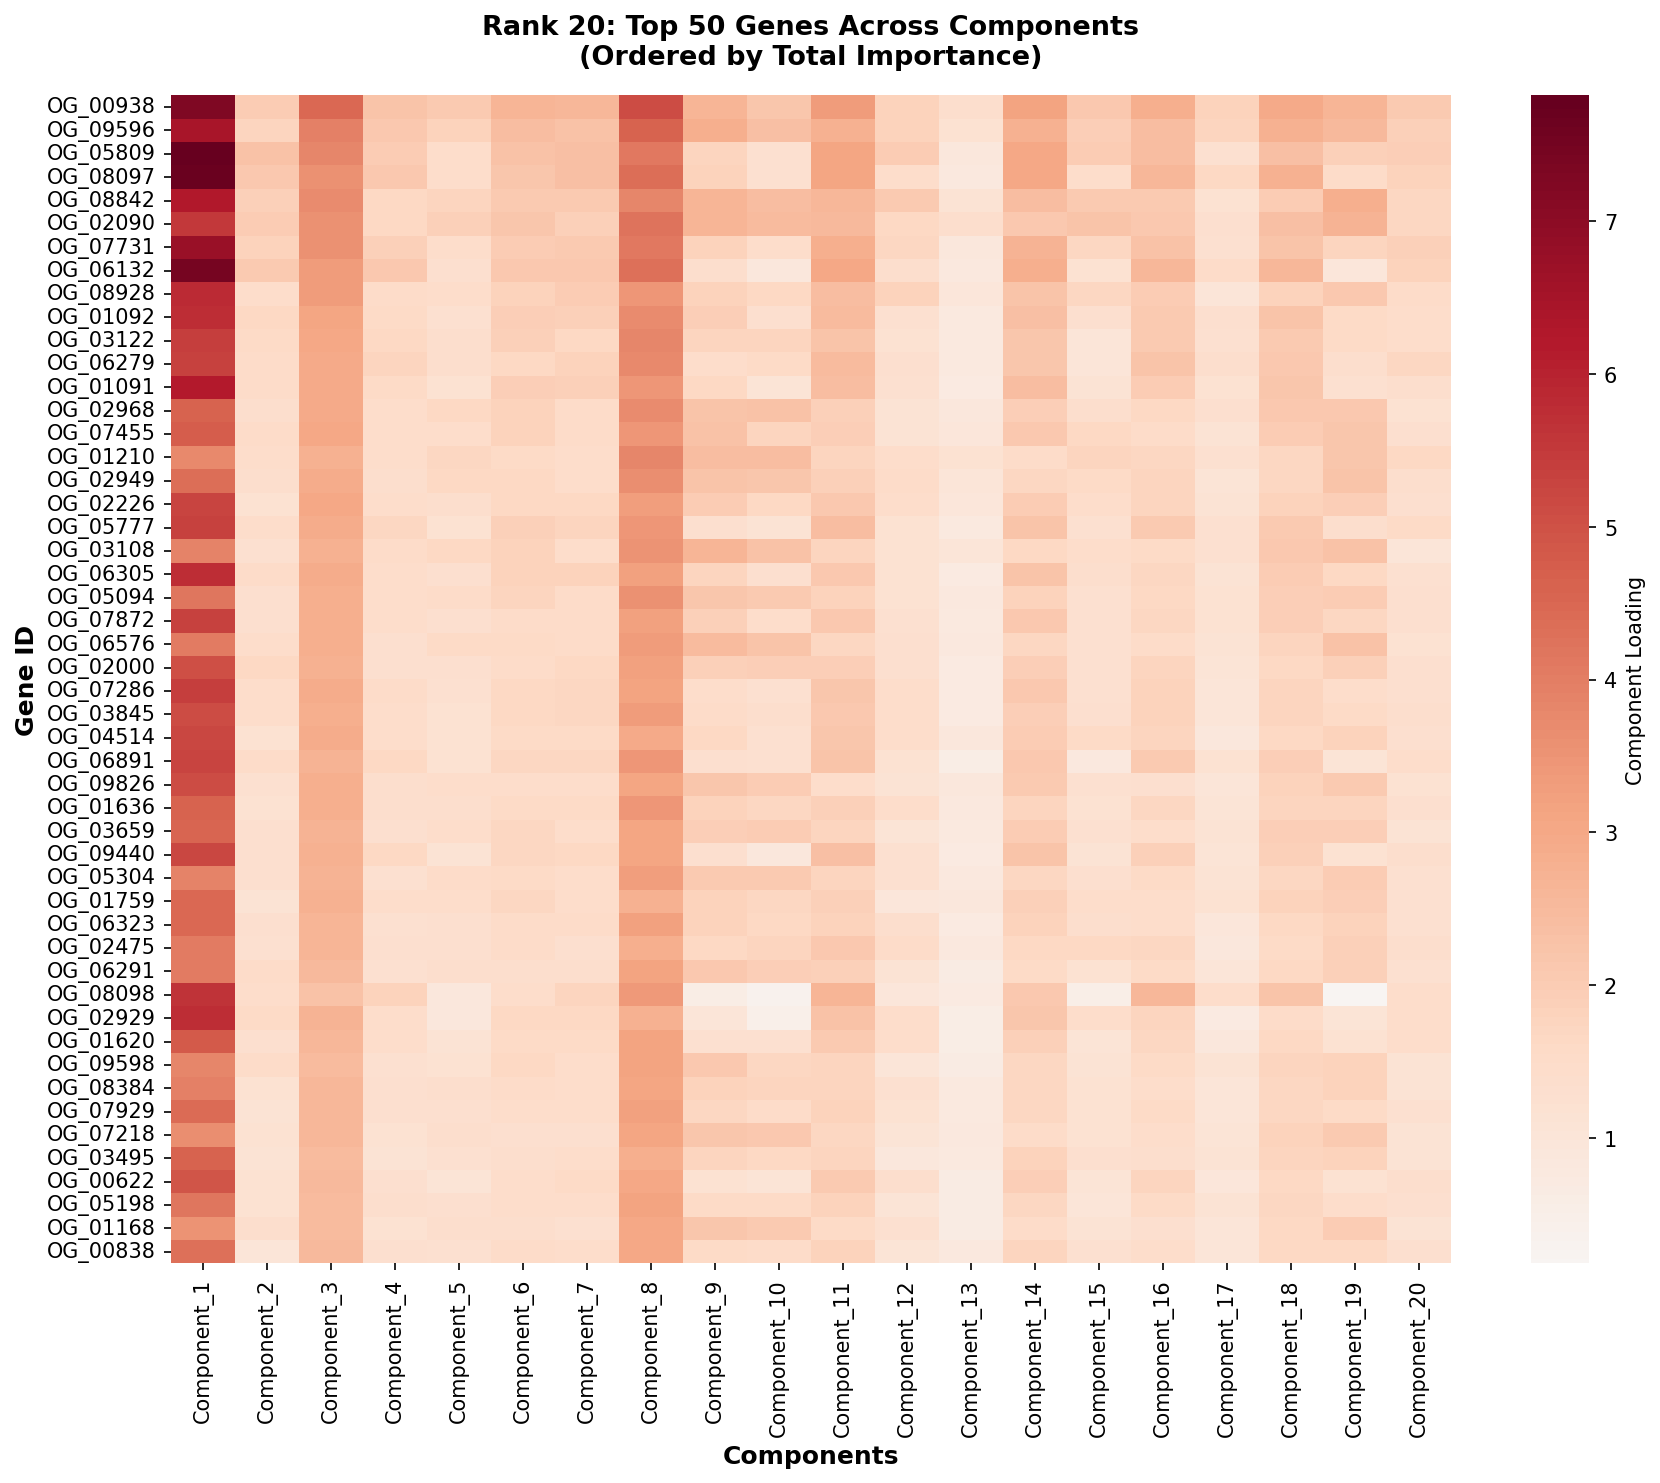 Rank 20: Top 50 Genes Across Components
(Ordered by Total Importance)
Gene ID
OG_00938
OG_09596
OG_05809
OG_08097
OG_08842
OG_02090
OG_07731
OG_06132
OG_08928
OG_01092
OG_03122
OG_06279
OG_01091
OG_02968
OG_07455
OG_01210
OG_02949
OG_02226
OG_05777
OG_03108
OG_06305
OG_05094
OG_07872
OG_06576
OG_02000
OG_07286
OG_03845
OG_04514
OG_06891
OG_09826
OG_01636
OG_03659
OG_09440
OG_05304
OG_01759
OG_06323
OG_02475
OG_06291
OG_08098
OG_02929
OG_01620
OG_09598
OG_08384
OG_07929
OG_07218
OG_03495
OG_00622
OG_05198
OG_01168
OG_00838
Component_1
Component_2
Component_3
Component_4
Component_5
Component_6
Component_7
Component_8
Component_9
Component_10
Component_11
Component_12
Component_13
Component_14
Component_15
Component_16
Component_17
Component_18
Component_19
Component_20
Components
7
6
5
4
3
2
1
Component Loading